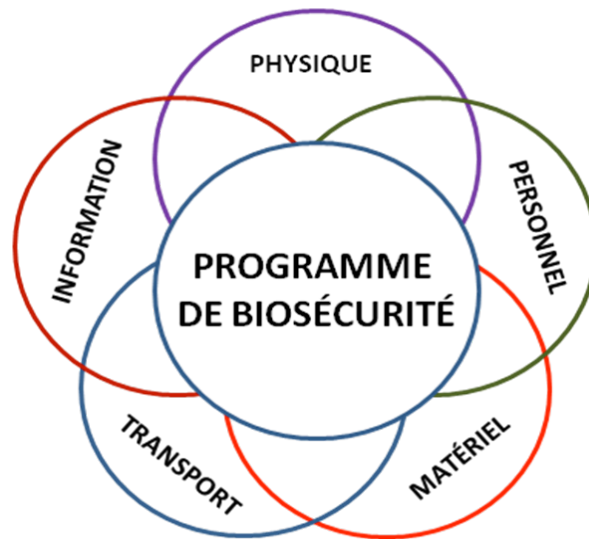 PHYSIQUE
PERSONNEL
INFORMATION
PROGRAMME
DE BIOSÉCURITÉ
TRANSPORT
MATÉRIEL